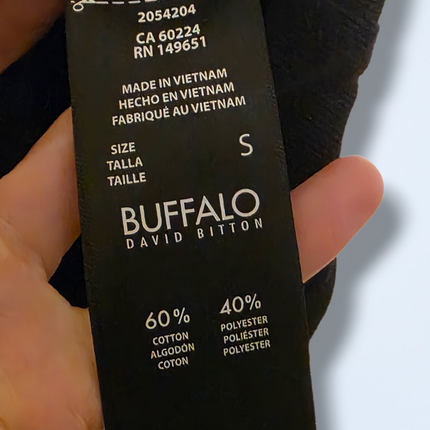 2054204
CA 60224
RN 149651
MADE IN VIETNAM
HECHO EN VIETNAM
FABRIQUÉ AU VIETNAM
SIZE
TALLA
TAILLE
S
BUFFALO
DAVID BITTON
60% 40%
COTTON POLYESTER
ALGODÓN POLIÉSTER
COTON POLYESTER